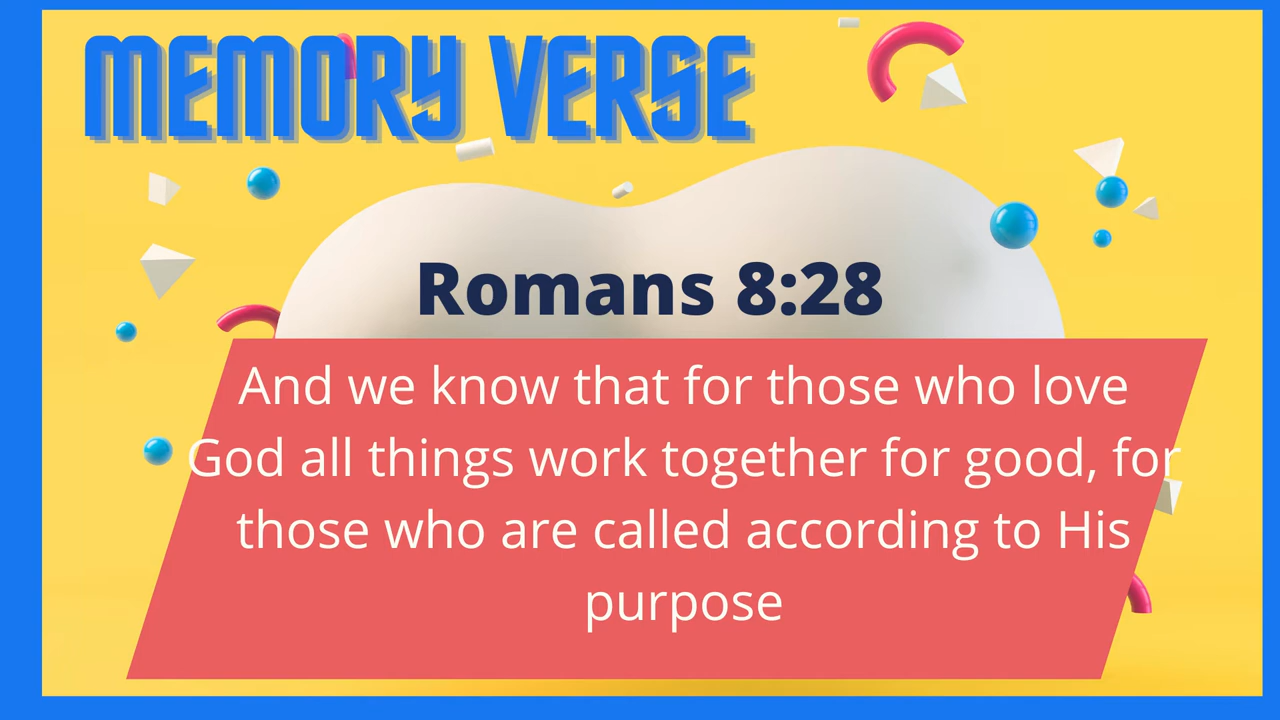 MEMORY VERSE
Romans 8:28
And we know that for those who love
God all things work together for good, for
those who are called according to His
purpose